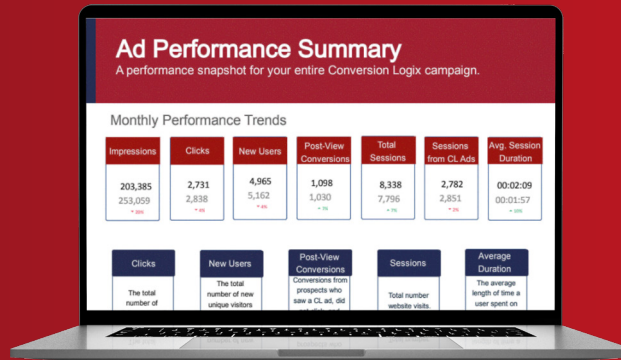 Ad Performance Summary
A performance snapshot for your entire Conversion Logix campaign.
Monthly Performance Trends
Impressions
Clicks
New Users
Post-View
Conversions
Total
Sessions
Sessions
from CL Ads
Avg. Session
Duration
203,385
2,731
4,965
1,098
8,338
2,782
00:02:09
253,059
2,838
5,162
1,030
7,796
2,851
00:01:57
Clicks
New Users
Post-View
Conversions
Sessions
Average
Duration
The total
number of
The total
number of new
unique visitors
Conversions from
prospects who
saw a CL ad, did
Total number
website visits.
The average
length of time a
user spent on